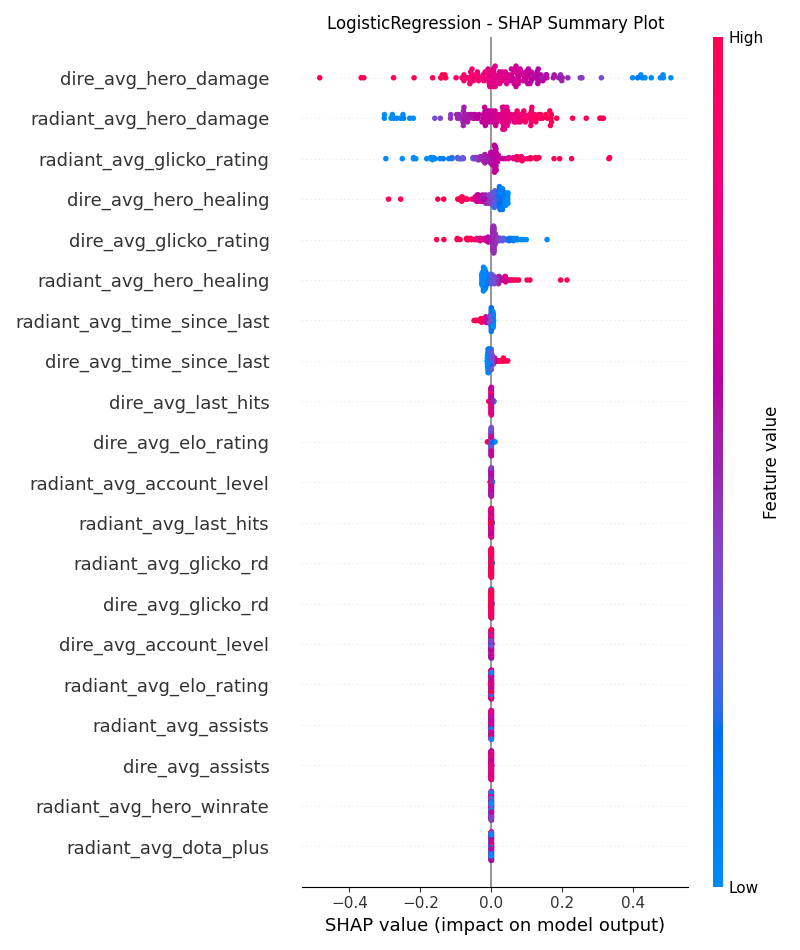 LogisticRegression - SHAP Summary Plot
High
dire_avg_hero_damage
radiant_avg_hero_damage
radiant_avg_glicko_rating
dire_avg_hero_healing
dire_avg_glicko_rating
radiant_avg_hero_healing
radiant_avg_time_since_last
dire_avg_time_since_last
dire_avg_last_hits
dire_avg_elo_rating
radiant_avg_account_level
radiant_avg_last_hits
radiant_avg_glicko_rd
dire_avg_glicko_rd
dire_avg_account_level
radiant_avg_elo_rating
radiant_avg_assists
dire_avg_assists
radiant_avg_hero_winrate
radiant_avg_dota_plus
Feature value
Low
−0.4 −0.2 0.0 0.2 0.4
SHAP value (impact on model output)